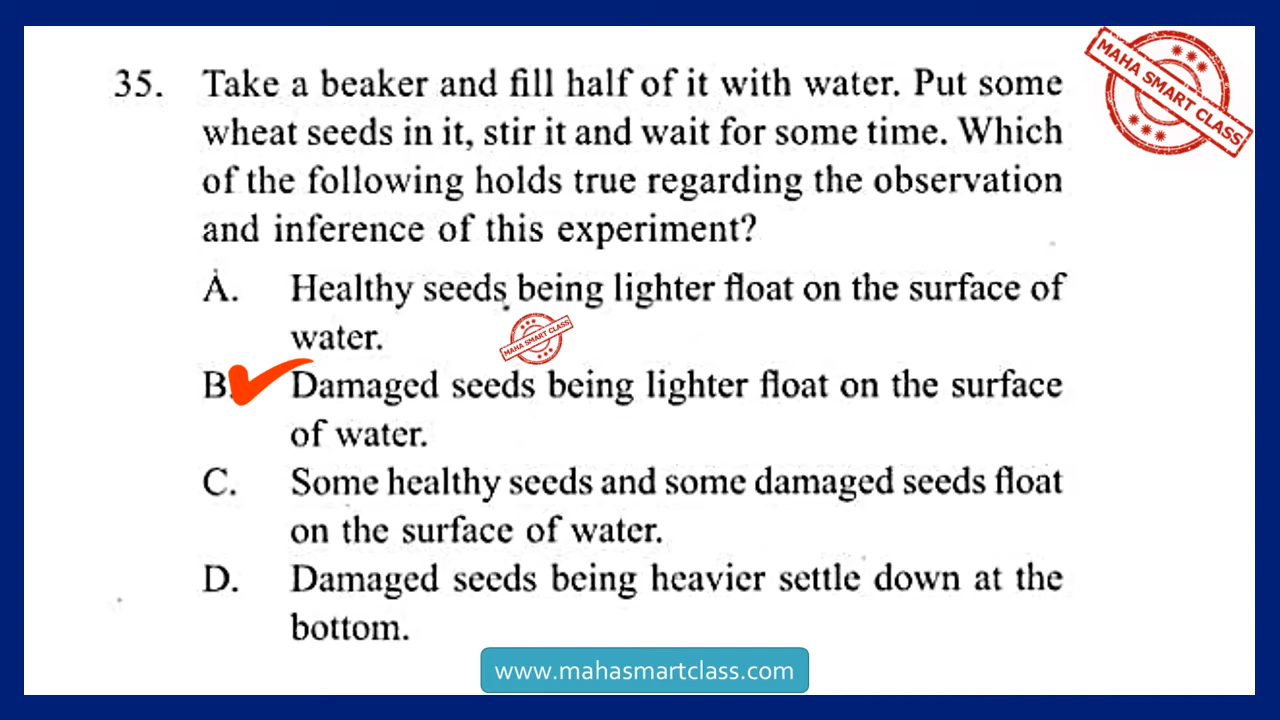 MAHA SMART CLASS
35. Take a beaker and fill half of it with water. Put some
wheat seeds in it, stir it and wait for some time. Which
of the following holds true regarding the observation
and inference of this experiment?
A. Healthy seeds being lighter float on the surface of
water.
MAHA SMART CLASS
B. Damaged seeds being lighter float on the surface
of water.
C. Some healthy seeds and some damaged seeds float
on the surface of water.
D. Damaged seeds being heavier settle down at the
bottom.
www.mahasmartclass.com